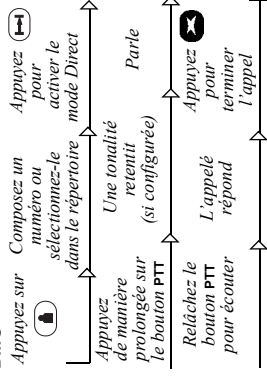 Appuyez sur
Composez un
numéro ou
sélectionnez-le
dans le répertoire
Appuyez
pour
activer le
mode Direct
Appuyez
de manière
prolongée sur
le bouton PTT
Une tonalité
retentit
(si configurée)
Parle
Relâchez le
bouton PTT
pour écouter
L'appelé
répond
Appuyez
pour
terminer
l'appel